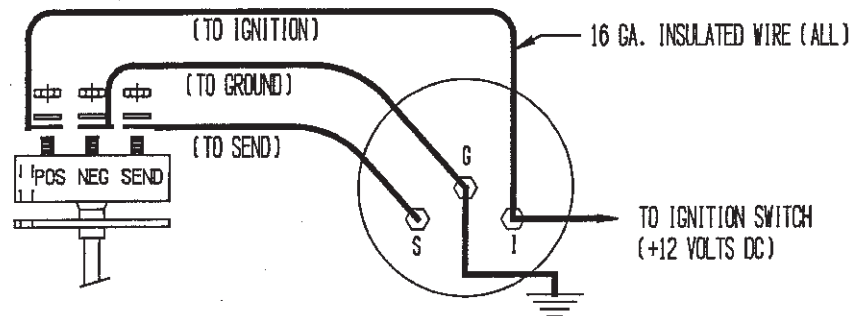 (TO IGNITION)
16 GA. INSULATED WIRE (ALL)
(TO GROUND)
(TO SEND)
POS NEG SEND
G
S
I
TO IGNITION SWITCH
(+12 VOLTS DC)